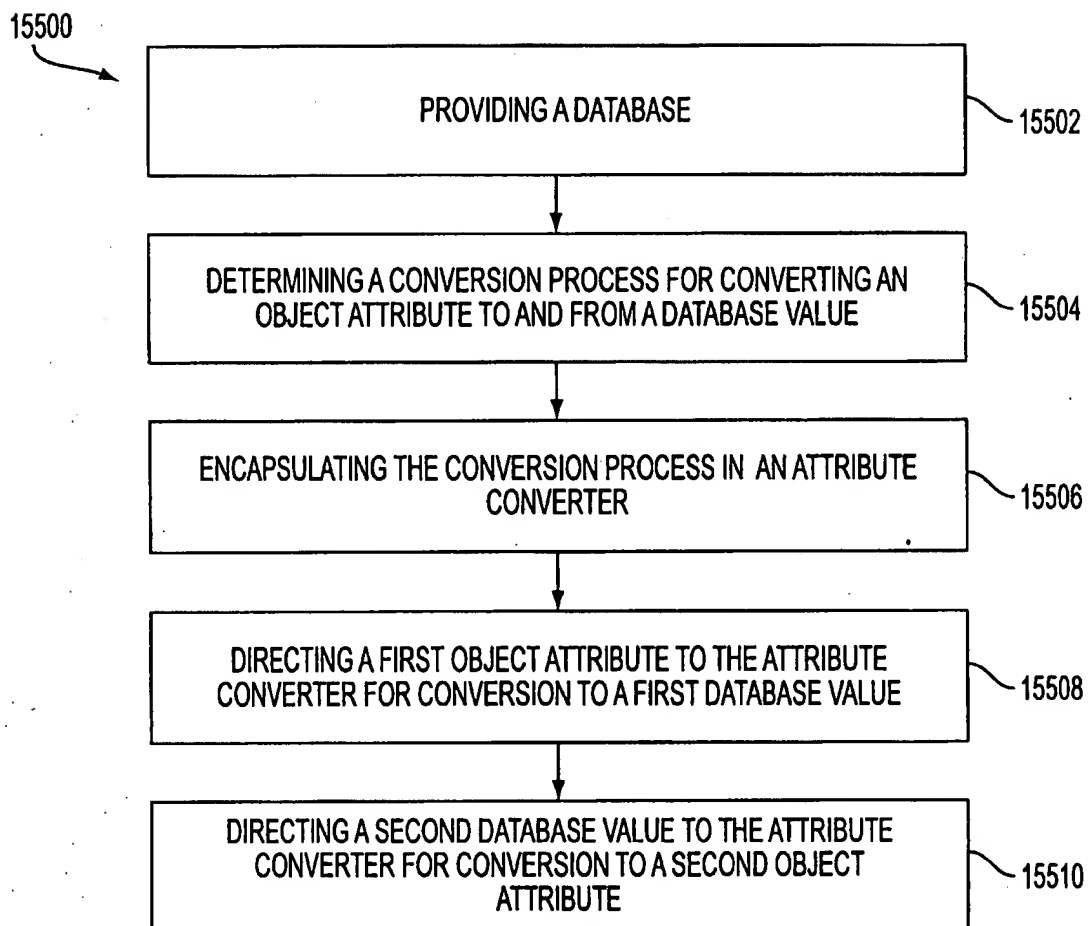 15500
PROVIDING A DATABASE
15502
DETERMINING A CONVERSION PROCESS FOR CONVERTING AN
OBJECT ATTRIBUTE TO AND FROM A DATABASE VALUE
15504
ENCAPSULATING THE CONVERSION PROCESS IN AN ATTRIBUTE
CONVERTER
15506
DIRECTING A FIRST OBJECT ATTRIBUTE TO THE ATTRIBUTE
CONVERTER FOR CONVERSION TO A FIRST DATABASE VALUE
15508
DIRECTING A SECOND DATABASE VALUE TO THE ATTRIBUTE
CONVERTER FOR CONVERSION TO A SECOND OBJECT
ATTRIBUTE
15510